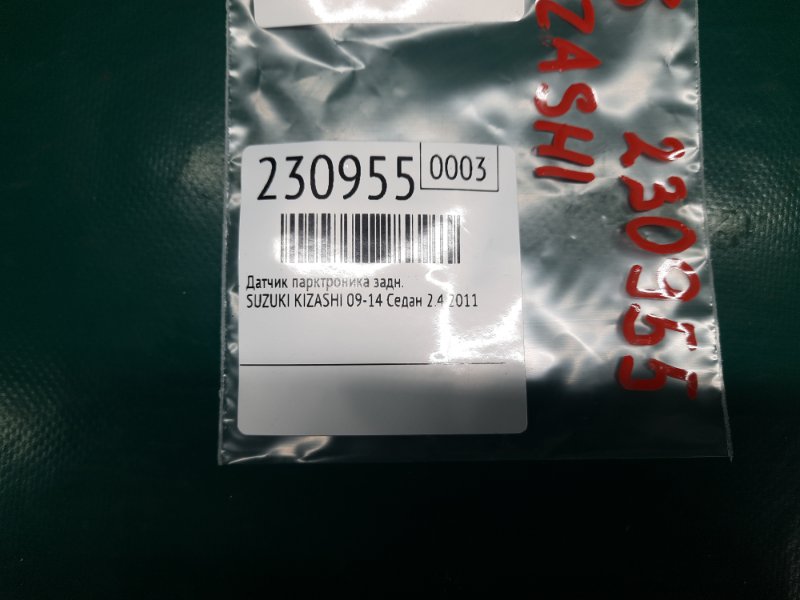 230955
0003
Датчик парктроника задн.
SUZUKI KIZASHI 09-14 Седан 2.4 2011
ZASHI
230955